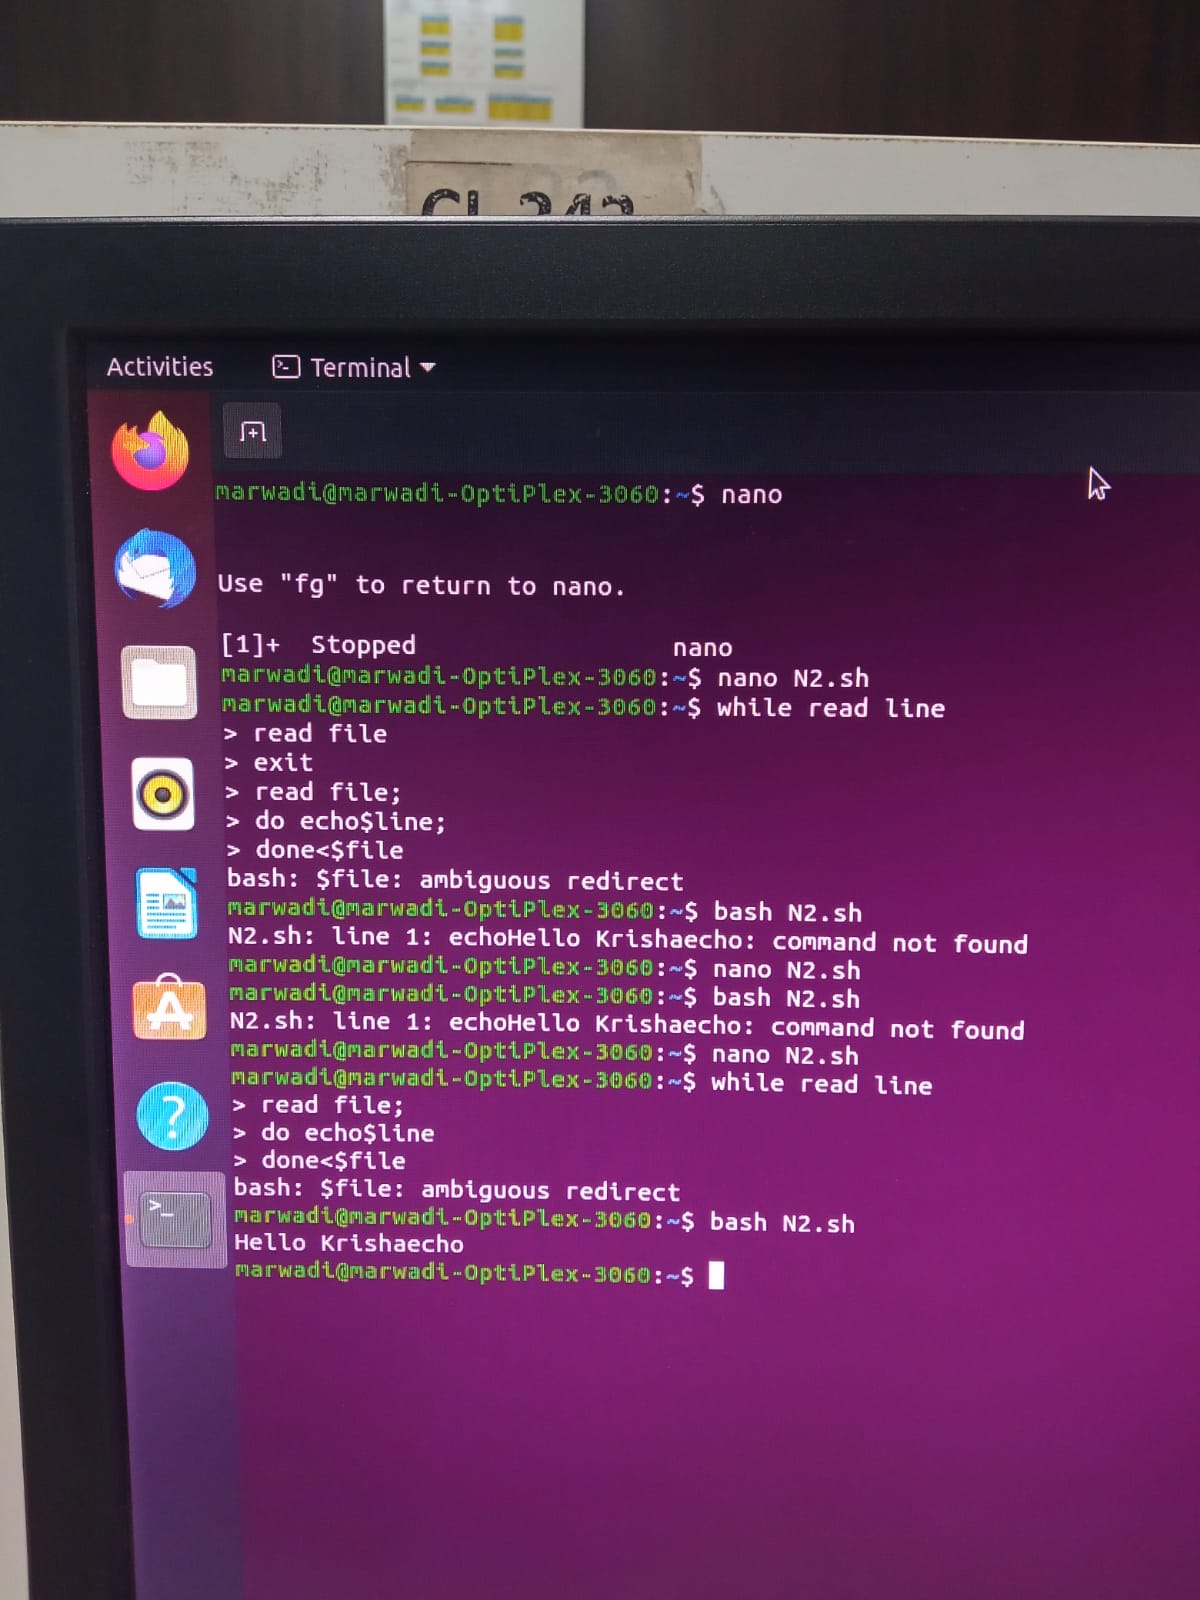 CL 242
Activities Terminal
marwadi@marwadi-OptiPlex-3060:~$ nano
Use "fg" to return to nano.
[1]+ Stopped nano
marwadi@marwadi-OptiPlex-3060:~$ nano N2.sh
marwadi@marwadi-OptiPlex-3060:~$ while read line
> read file
> exit
> read file;
> do echo$line;
> done<$file
bash: $file: ambiguous redirect
marwadi@marwadi-OptiPlex-3060:~$ bash N2.sh
N2.sh: line 1: echoHello Krishaecho: command not found
marwadi@marwadi-OptiPlex-3060:~$ nano N2.sh
marwadi@marwadi-OptiPlex-3060:~$ bash N2.sh
N2.sh: line 1: echoHello Krishaecho: command not found
marwadi@marwadi-OptiPlex-3060:~$ nano N2.sh
marwadi@marwadi-OptiPlex-3060:~$ while read line
> read file;
> do echo$line
> done<$file
bash: $file: ambiguous redirect
marwadi@marwadi-OptiPlex-3060:~$ bash N2.sh
Hello Krishaecho
marwadi@marwadi-OptiPlex-3060:~$